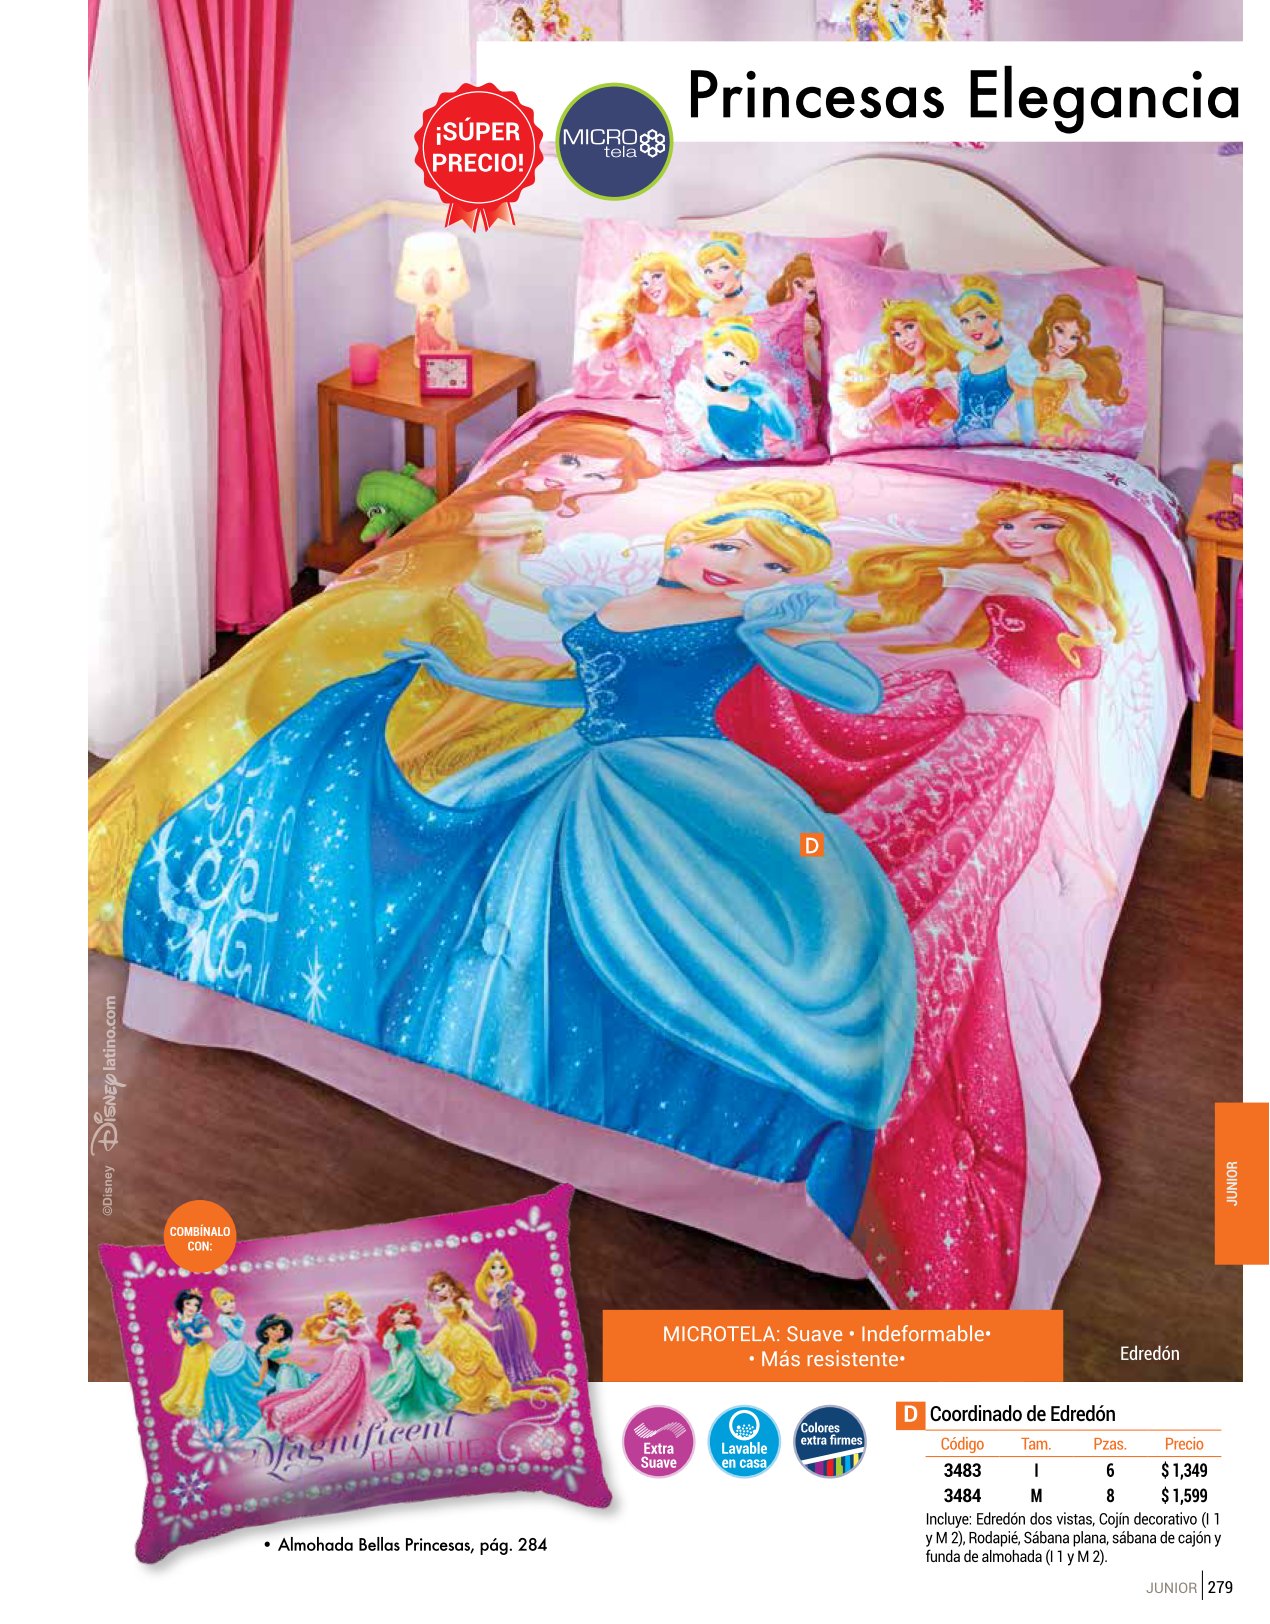 Princesas Elegancia
¡SÚPER
PRECIO!
MICRO
tela
D
©Disney DISNEYlatino.com
JUNIOR
COMBÍNALO
CON:
Magnificent
BEAUTIES
MICROTELA: Suave • Indeformable•
• Más resistente•
Edredón
• Almohada Bellas Princesas, pág. 284
Extra
Suave
Lavable
en casa
Colores
extra firmes
D Coordinado de Edredón
Código Tam. Pzas. Precio
3483 I 6 $ 1,349
3484 M 8 $ 1,599
Incluye: Edredón dos vistas, Cojín decorativo (I 1
y M 2), Rodapié, Sábana plana, sábana de cajón y
funda de almohada (I 1 y M 2).
JUNIOR 279